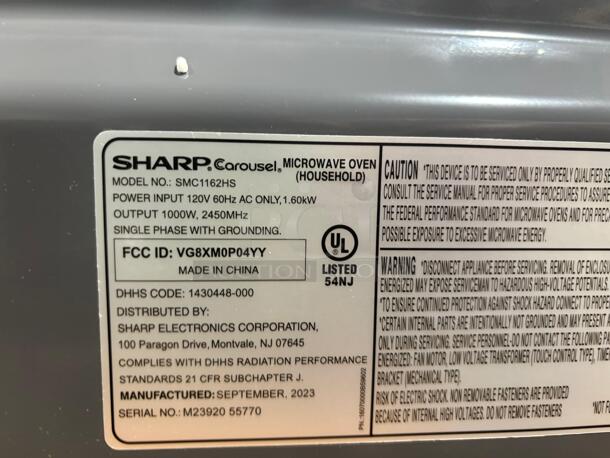 SHARP® Carousel® MICROWAVE OVEN
(HOUSEHOLD)
MODEL NO.: SMC1162HS
POWER INPUT 120V 60Hz AC ONLY, 1.60kW
OUTPUT 1000W, 2450MHz
SINGLE PHASE WITH GROUNDING.
FCC ID: VG8XM0P04YY
MADE IN CHINA
UL
LISTED
54NJ
DHHS CODE: 1430448-000
DISTRIBUTED BY:
SHARP ELECTRONICS CORPORATION,
100 Paragon Drive, Montvale, NJ 07645
COMPLIES WITH DHHS RADIATION PERFORMANCE
STANDARDS 21 CFR SUBCHAPTER J.
MANUFACTURED: SEPTEMBER, 2023
SERIAL NO.: M23920 55770
CAUTION *THIS DEVICE IS TO BE SERVICED ONLY BY PROPERLY QUALIFIED SE
CONSULT THE SERVICE MANUAL FOR PROPER SERVICE PROCEDURES TO ASSURE
THE FEDERAL PERFORMANCE STANDARD FOR MICROWAVE OVENS AND FOR PREC
POSSIBLE EXPOSURE TO EXCESSIVE MICROWAVE ENERGY.
WARNING *DISCONNECT APPLIANCE BEFORE SERVICING. REMOVAL OF ENCLOSU
ENERGIZED MAY EXPOSE SERVICEMAN TO HAZARDOUS HIGH-VOLTAGE POTENTIALS.
*TO ENSURE CONTINUED PROTECTION AGAINST SHOCK HAZARD CONNECT TO PROPER
*CERTAIN INTERNAL PARTS ARE INTENTIONALLY NOT GROUNDED AND MAY PRESENT A
ONLY DURING SERVICING. SERVICE PERSONNEL-DO NOT CONTACT THE FOLLOWING PA
ENERGIZED: FAN MOTOR, LOW VOLTAGE TRANSFORMER (TOUCH CONTROL TYPE), TIME
BRACKET (MECHANICAL TYPE).
RISK OF ELECTRIC SHOCK. NON REMOVABLE FASTENERS ARE PROVIDED
BECAUSE OF INTERNAL HIGH VOLTAGES. DO NOT REMOVE FASTENERS
*NOT F